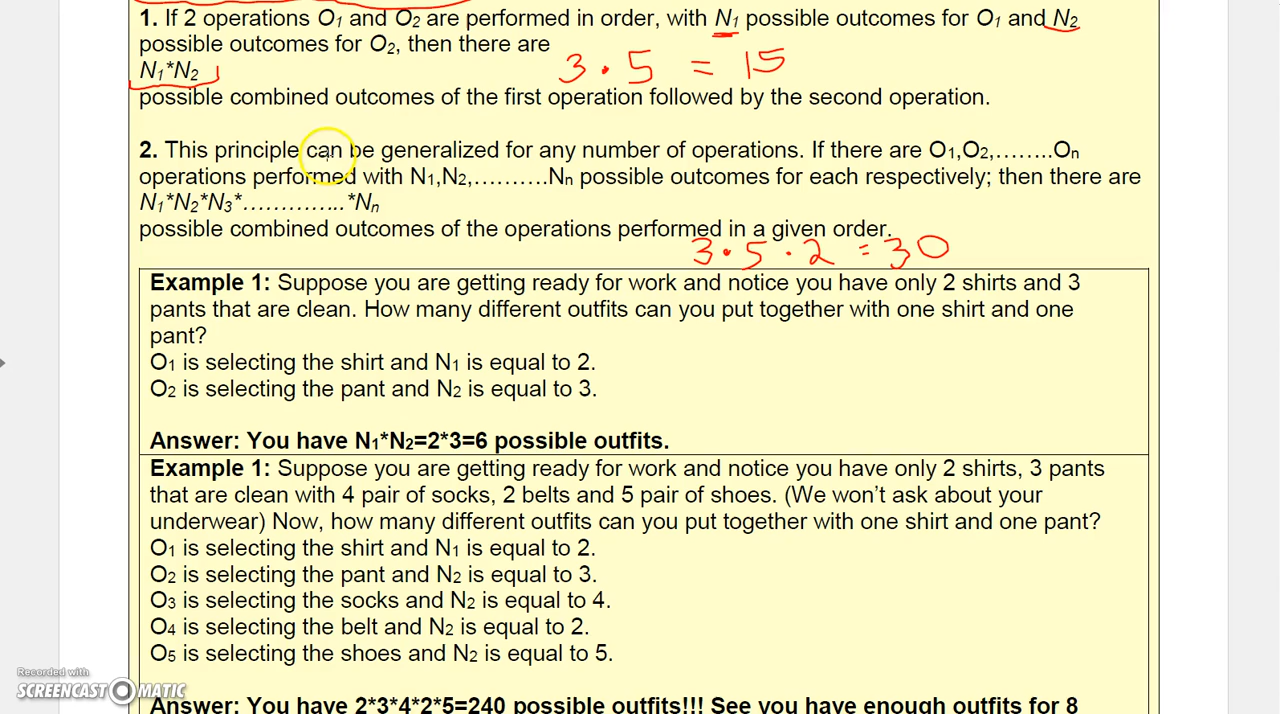 1. If 2 operations O1 and O2 are performed in order, with N1 possible outcomes for O1 and N2
possible outcomes for O2, then there are
N1*N2
3 · 5 = 15
possible combined outcomes of the first operation followed by the second operation.
2. This principle can be generalized for any number of operations. If there are O1,O2,……..On
operations performed with N1,N2,……….Nn possible outcomes for each respectively; then there are
N1*N2*N3*………….. *Nn
possible combined outcomes of the operations performed in a given order.
3 · 5 · 2 = 30
Example 1: Suppose you are getting ready for work and notice you have only 2 shirts and 3
pants that are clean. How many different outfits can you put together with one shirt and one
pant?
O1 is selecting the shirt and N1 is equal to 2.
O2 is selecting the pant and N2 is equal to 3.
Answer: You have N1*N2=2*3=6 possible outfits.
Example 1: Suppose you are getting ready for work and notice you have only 2 shirts, 3 pants
that are clean with 4 pair of socks, 2 belts and 5 pair of shoes. (We won’t ask about your
underwear) Now, how many different outfits can you put together with one shirt and one pant?
O1 is selecting the shirt and N1 is equal to 2.
O2 is selecting the pant and N2 is equal to 3.
O3 is selecting the socks and N2 is equal to 4.
O4 is selecting the belt and N2 is equal to 2.
O5 is selecting the shoes and N2 is equal to 5.
Answer: You have 2*3*4*2*5=240 possible outfits!!! See you have enough outfits for 8
Recorded with
SCREENCAST MATIC